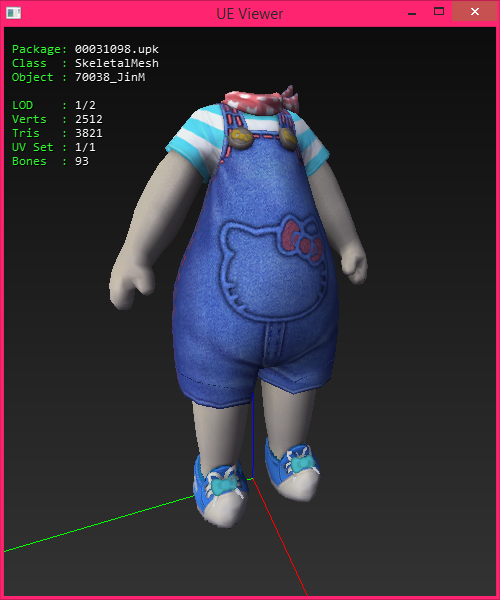 UE Viewer
Package: 00031098.upk
Class : SkeletalMesh
Object : 70038_JinM
LOD : 1/2
Verts : 2512
Tris : 3821
UV Set : 1/1
Bones : 93